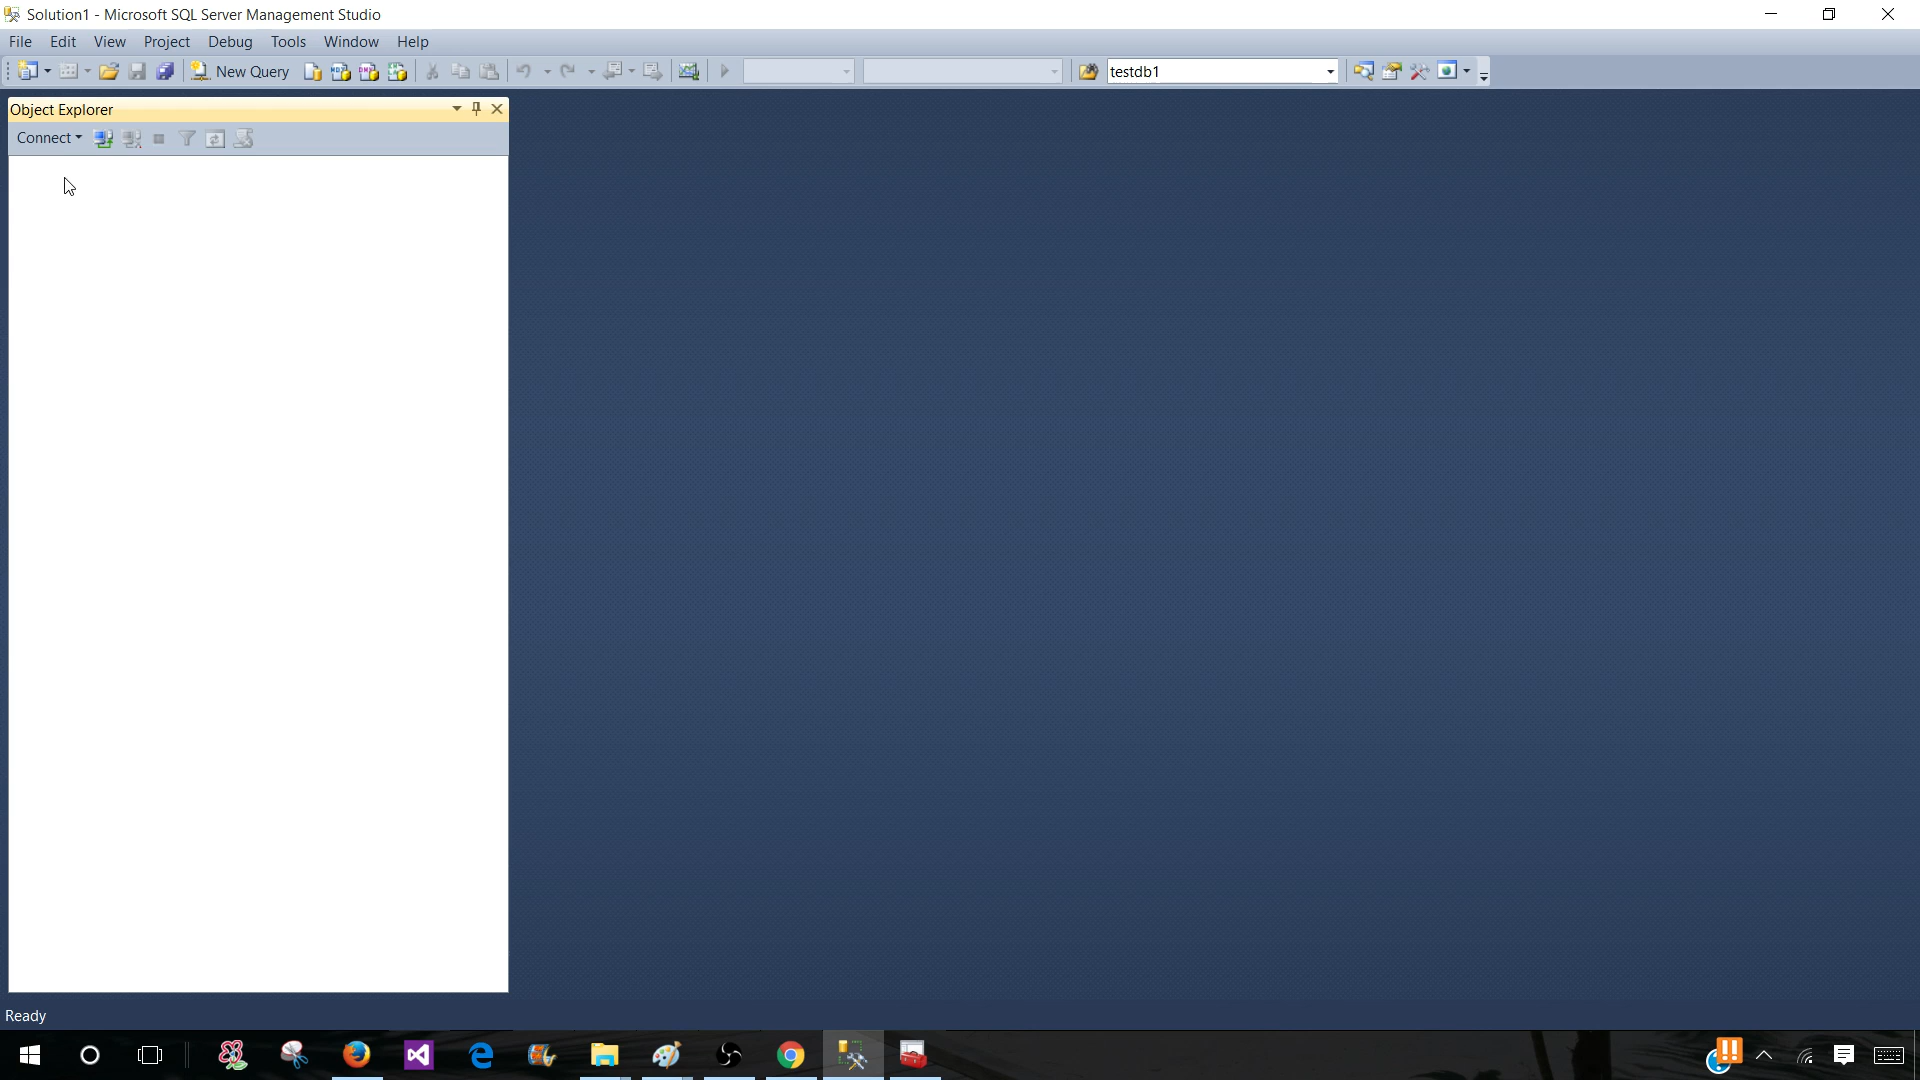 Solution1 - Microsoft SQL Server Management Studio
File Edit View Project Debug Tools Window Help
New Query
testdb1
Object Explorer
Connect
Ready